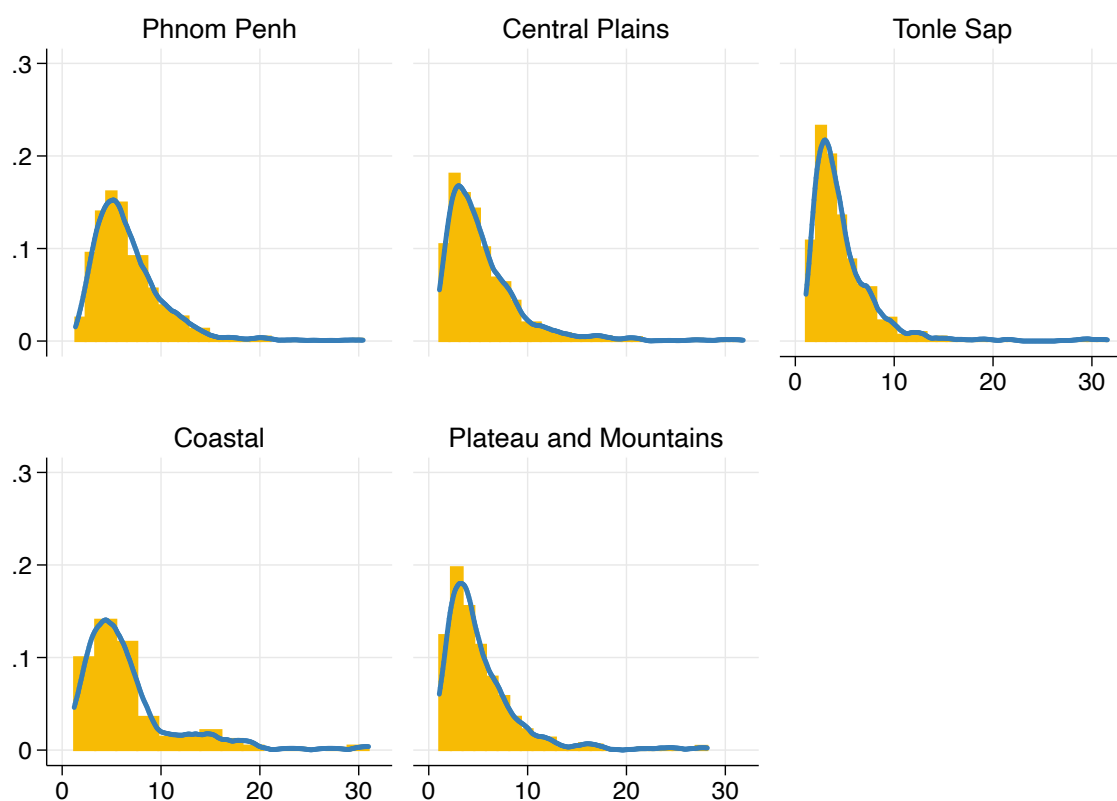 Phnom Penh
Central Plains
Tonle Sap
.3
.2
.1
0
0 10 20 30
Coastal
Plateau and Mountains
.3
.2
.1
0
0 10 20 30
0 10 20 30